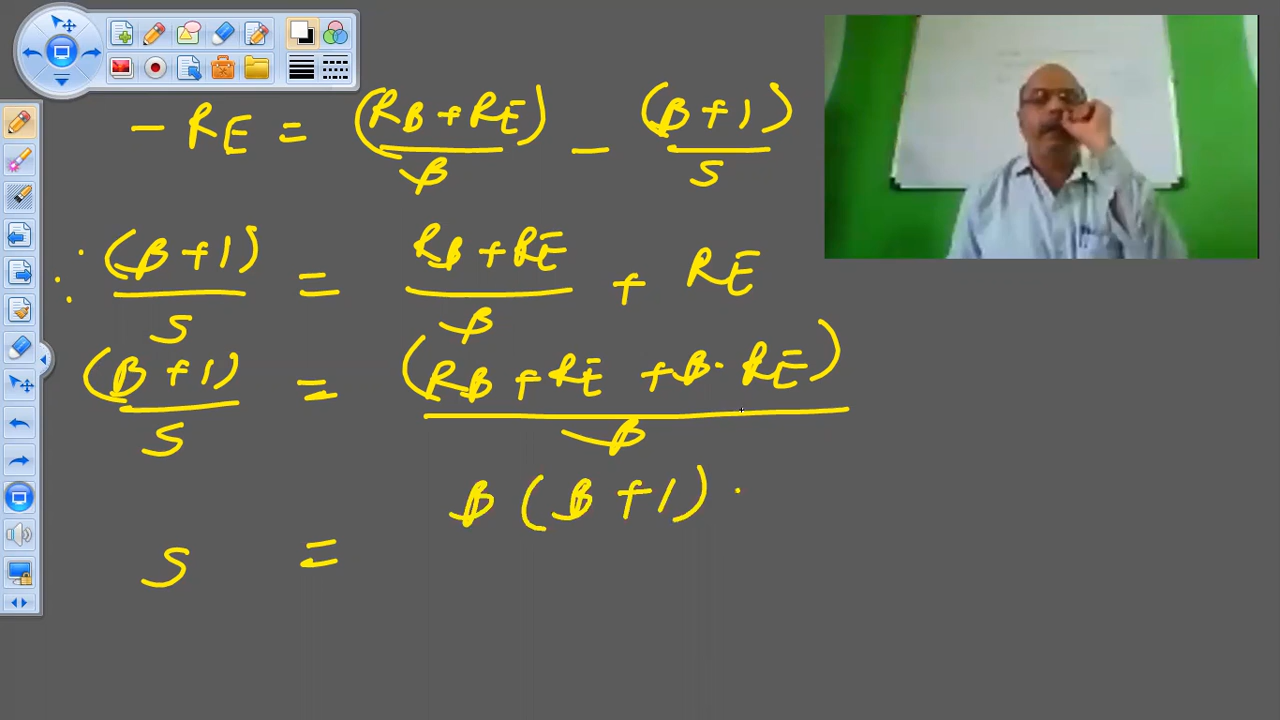 - RE = (RB + RE)/β - (β + 1)/S
∴ (β + 1)/S = RB + RE/β + RE
(β + 1)/S = (RB + RE + β · RE)/β
S = β (β + 1) ·